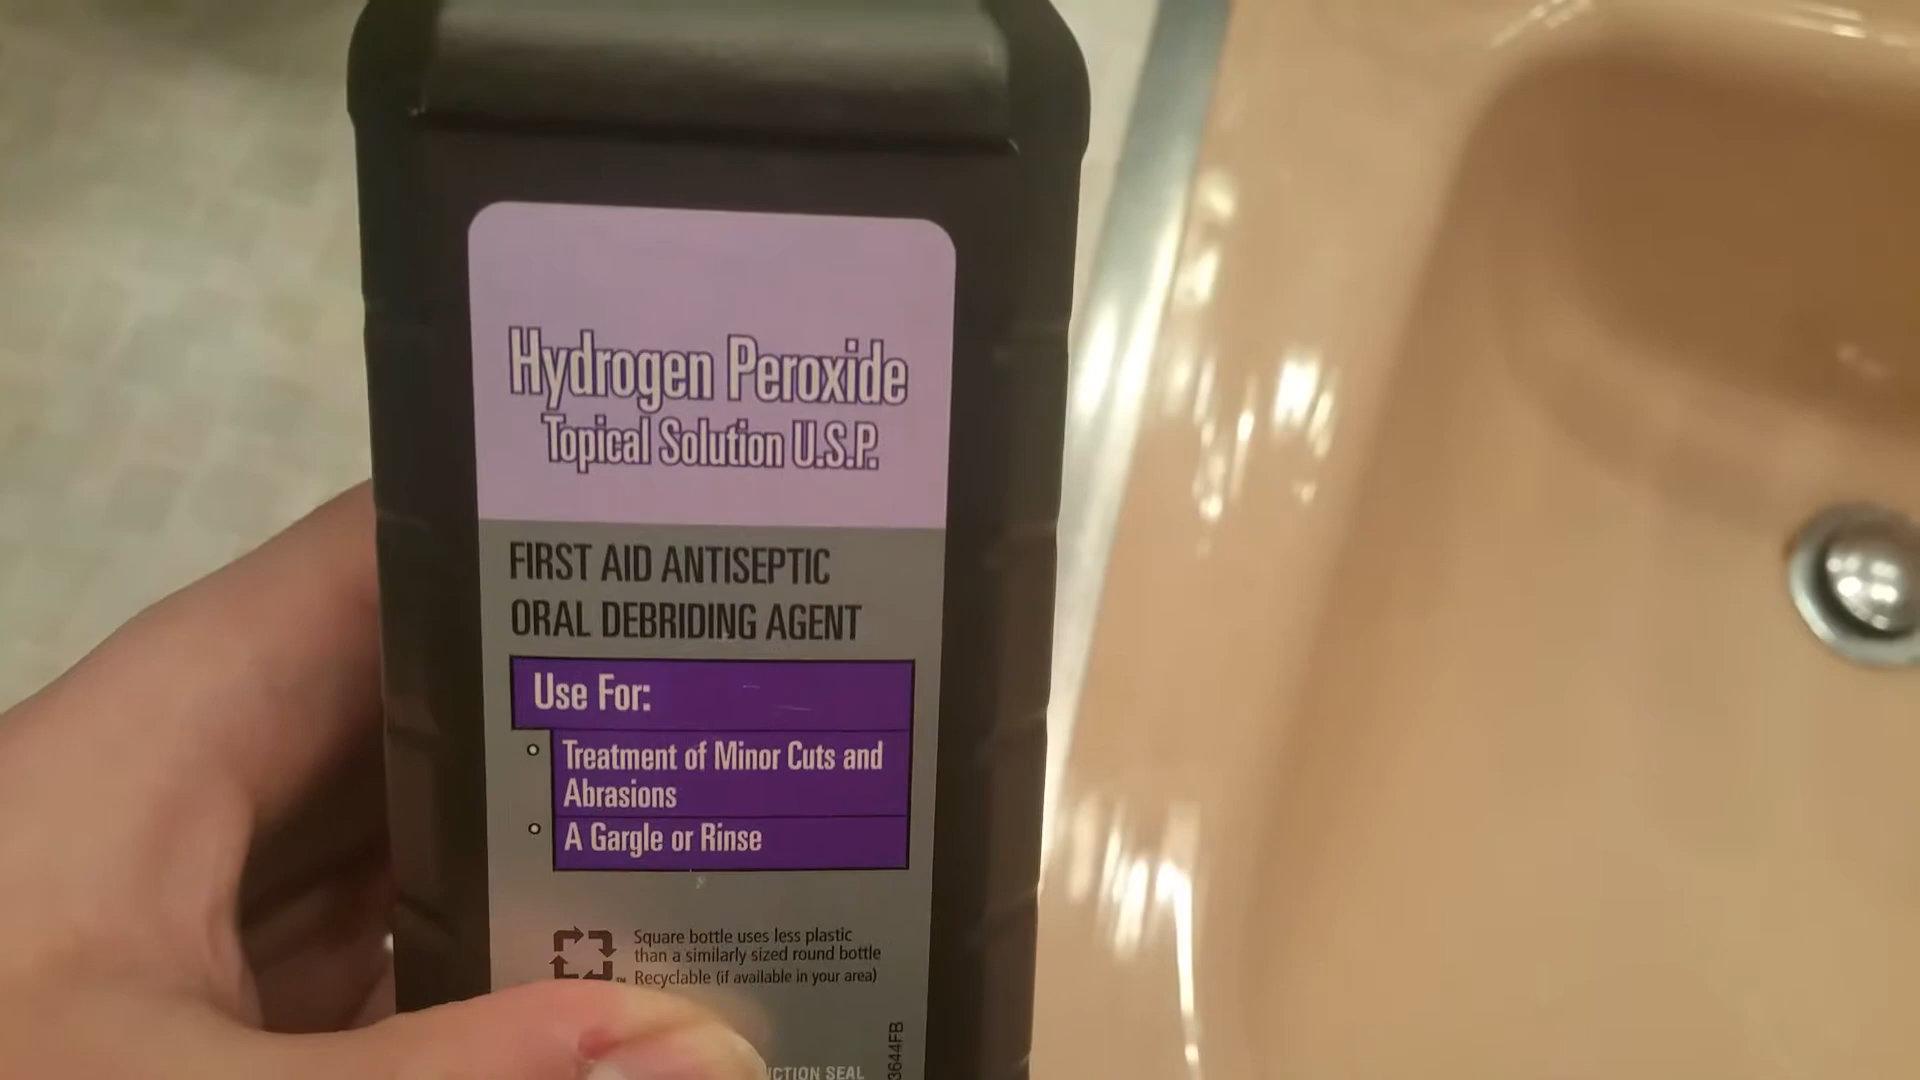 Hydrogen Peroxide
Topical Solution U.S.P.
FIRST AID ANTISEPTIC
ORAL DEBRIDING AGENT
Use For:
Treatment of Minor Cuts and
Abrasions
A Gargle or Rinse
Square bottle uses less plastic
than a similarly sized round bottle
™ Recyclable (if available in your area)
SEAL
3644FB